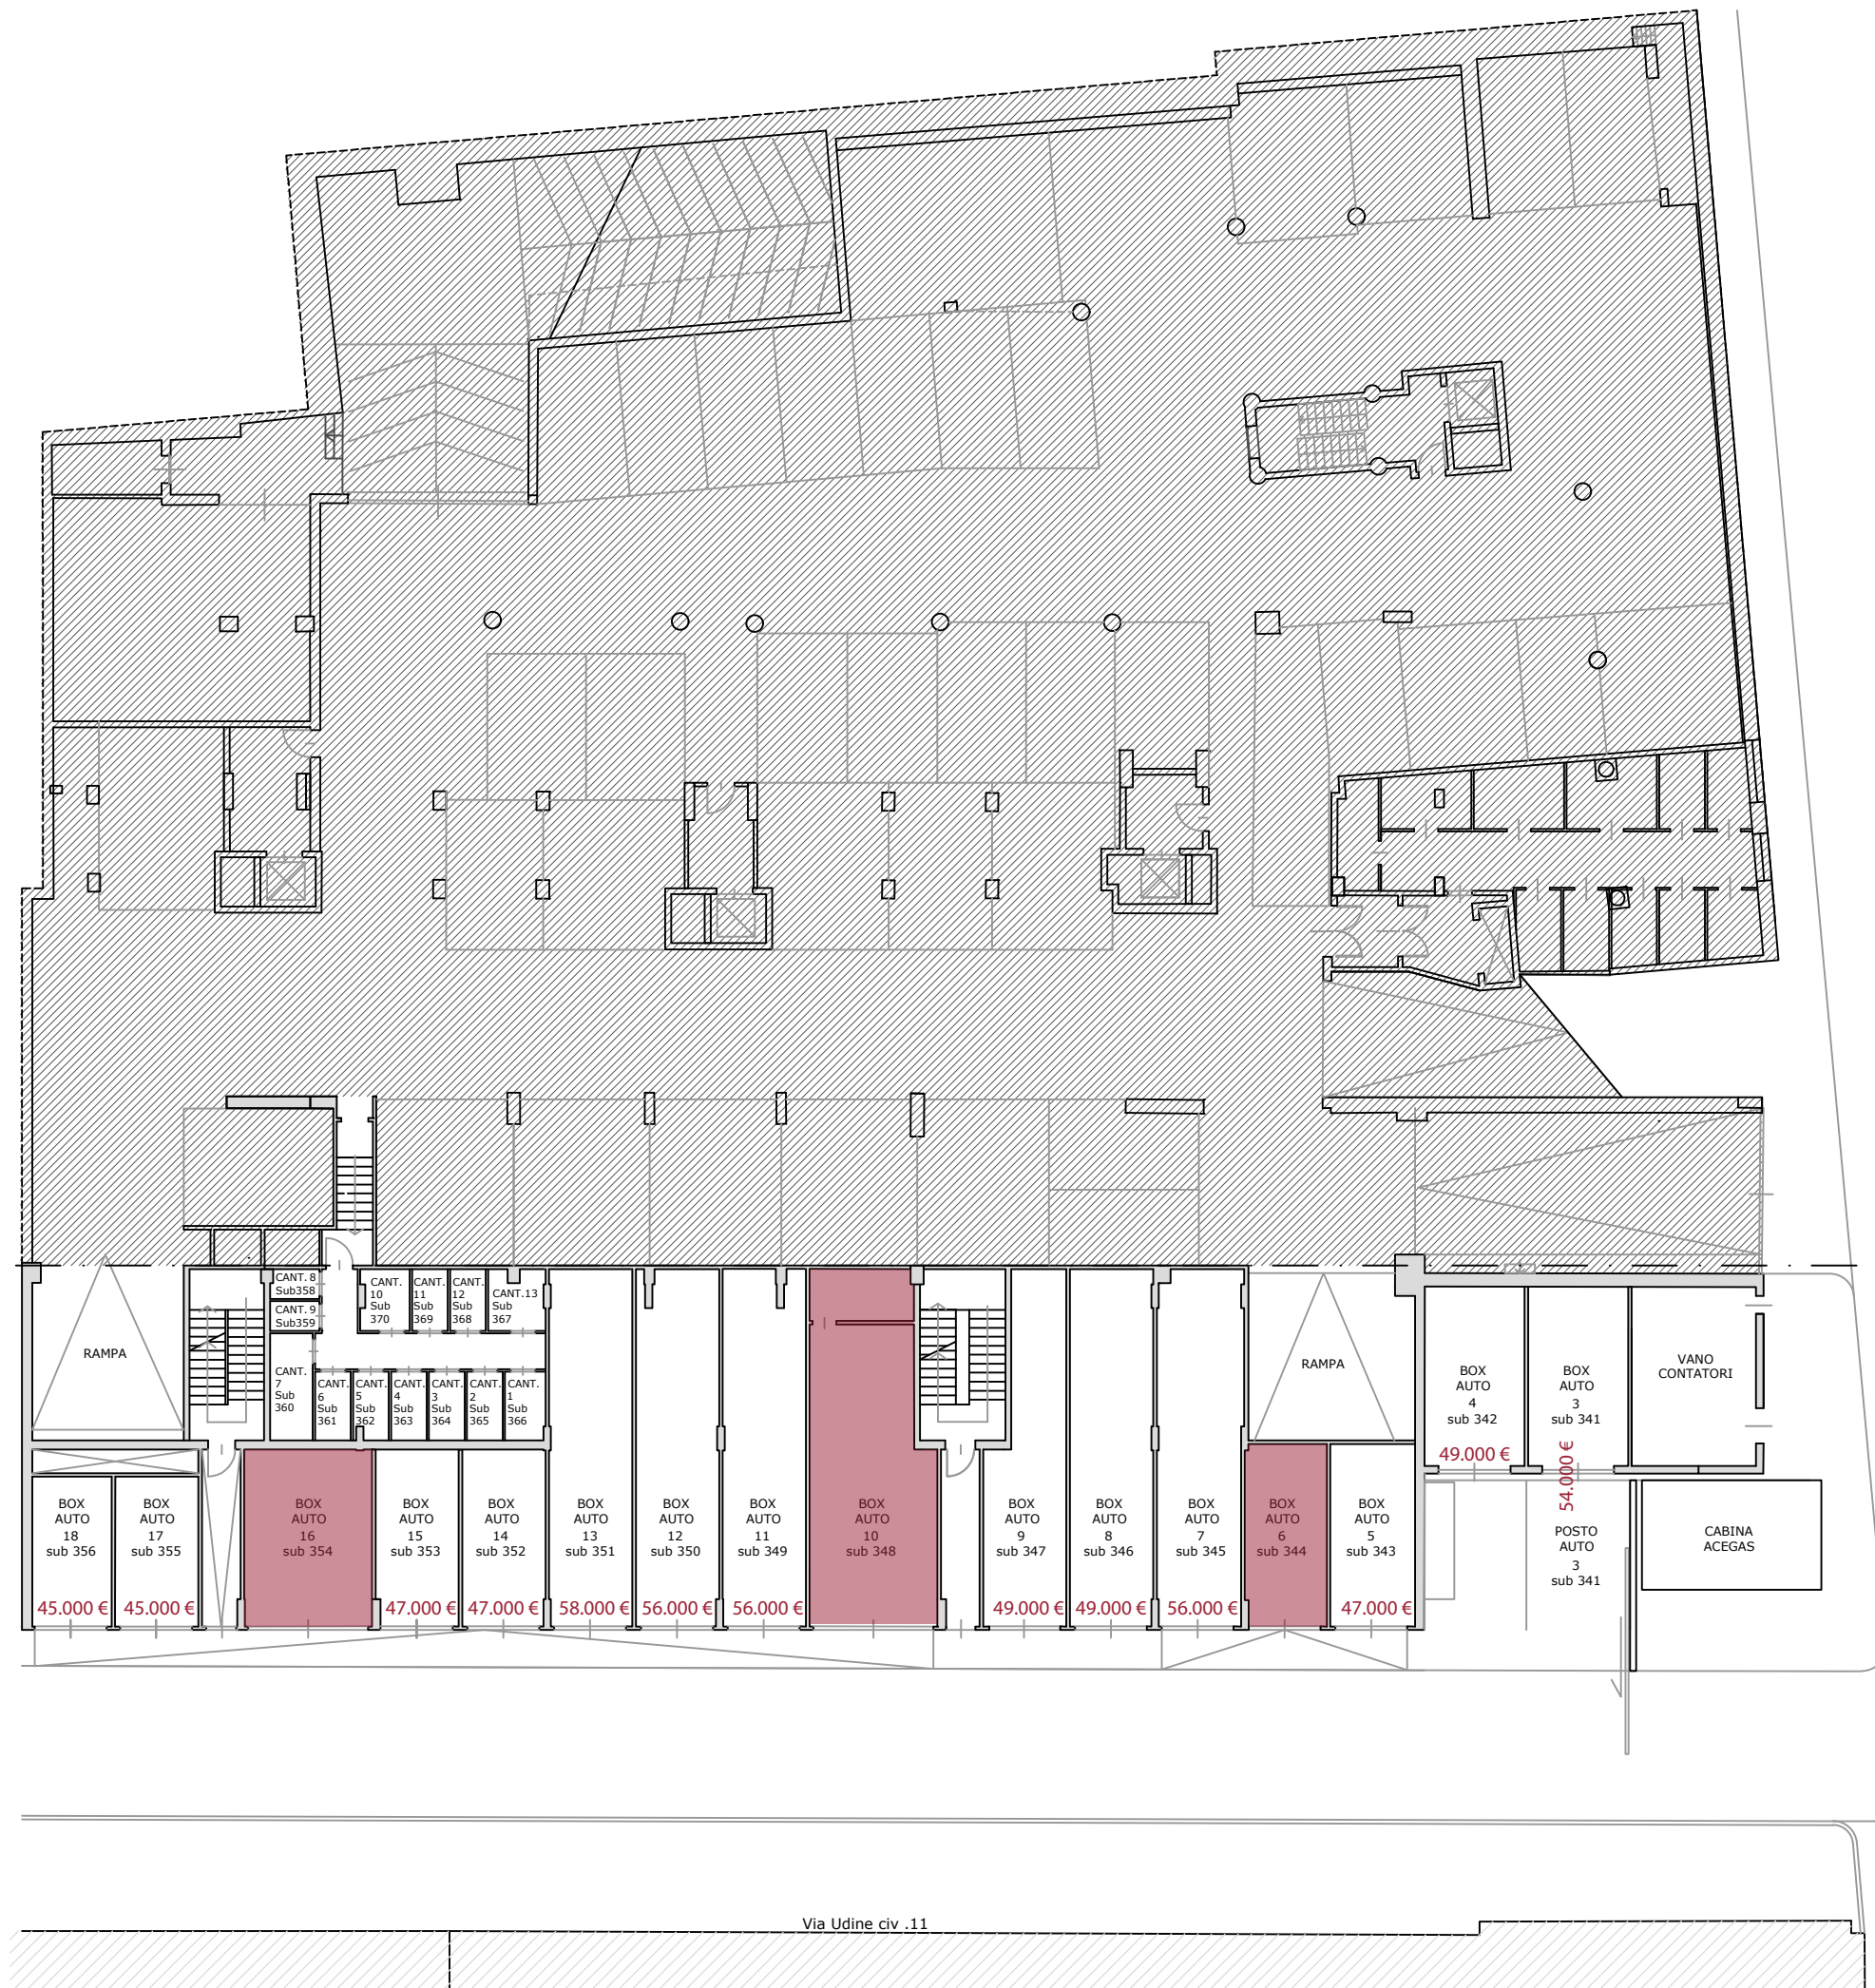 CANT. 8
Sub358
CANT. 9
Sub359
CANT.
10
Sub
370
CANT.
11
Sub
369
CANT.
12
Sub
368
CANT.13
Sub
367
CANT.
7
Sub
360
CANT.
6
Sub
361
CANT.
5
Sub
362
CANT.
4
Sub
363
CANT.
3
Sub
364
CANT.
2
Sub
365
CANT.
1
Sub
366
RAMPA
RAMPA
BOX
AUTO
4
sub 342
49.000 €
BOX
AUTO
3
sub 341
54.000 €
VANO
CONTATORI
BOX
AUTO
18
sub 356
45.000 €
BOX
AUTO
17
sub 355
45.000 €
BOX
AUTO
16
sub 354
BOX
AUTO
15
sub 353
47.000 €
BOX
AUTO
14
sub 352
47.000 €
BOX
AUTO
13
sub 351
58.000 €
BOX
AUTO
12
sub 350
56.000 €
BOX
AUTO
11
sub 349
56.000 €
BOX
AUTO
10
sub 348
BOX
AUTO
9
sub 347
49.000 €
BOX
AUTO
8
sub 346
49.000 €
BOX
AUTO
7
sub 345
56.000 €
BOX
AUTO
6
sub 344
BOX
AUTO
5
sub 343
47.000 €
POSTO
AUTO
3
sub 341
CABINA
ACEGAS
Via Udine civ .11